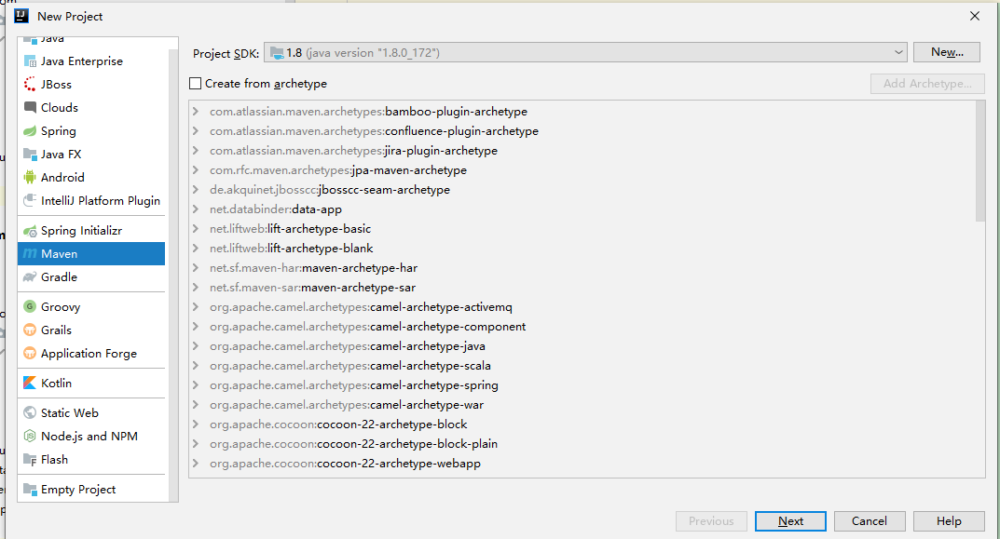 New Project
Java
Java Enterprise
JBoss
Clouds
Spring
Java FX
Android
IntelliJ Platform Plugin
Spring Initializr
Maven
Gradle
Groovy
Grails
Application Forge
Kotlin
Static Web
Node.js and NPM
Flash
Empty Project
Project SDK: 1.8 (java version "1.8.0_172") New...
Create from archetype Add Archetype...
com.atlassian.maven.archetypes:bamboo-plugin-archetype
com.atlassian.maven.archetypes:confluence-plugin-archetype
com.atlassian.maven.archetypes:jira-plugin-archetype
com.rfc.maven.archetypes:jpa-maven-archetype
de.akquinet.jbosscc:jbosscc-seam-archetype
net.databinder:data-app
net.liftweb:lift-archetype-basic
net.liftweb:lift-archetype-blank
net.sf.maven-har:maven-archetype-har
net.sf.maven-sar:maven-archetype-sar
org.apache.camel.archetypes:camel-archetype-activemq
org.apache.camel.archetypes:camel-archetype-component
org.apache.camel.archetypes:camel-archetype-java
org.apache.camel.archetypes:camel-archetype-scala
org.apache.camel.archetypes:camel-archetype-spring
org.apache.camel.archetypes:camel-archetype-war
org.apache.cocoon:cocoon-22-archetype-block
org.apache.cocoon:cocoon-22-archetype-block-plain
org.apache.cocoon:cocoon-22-archetype-webapp
Previous Next Cancel Help